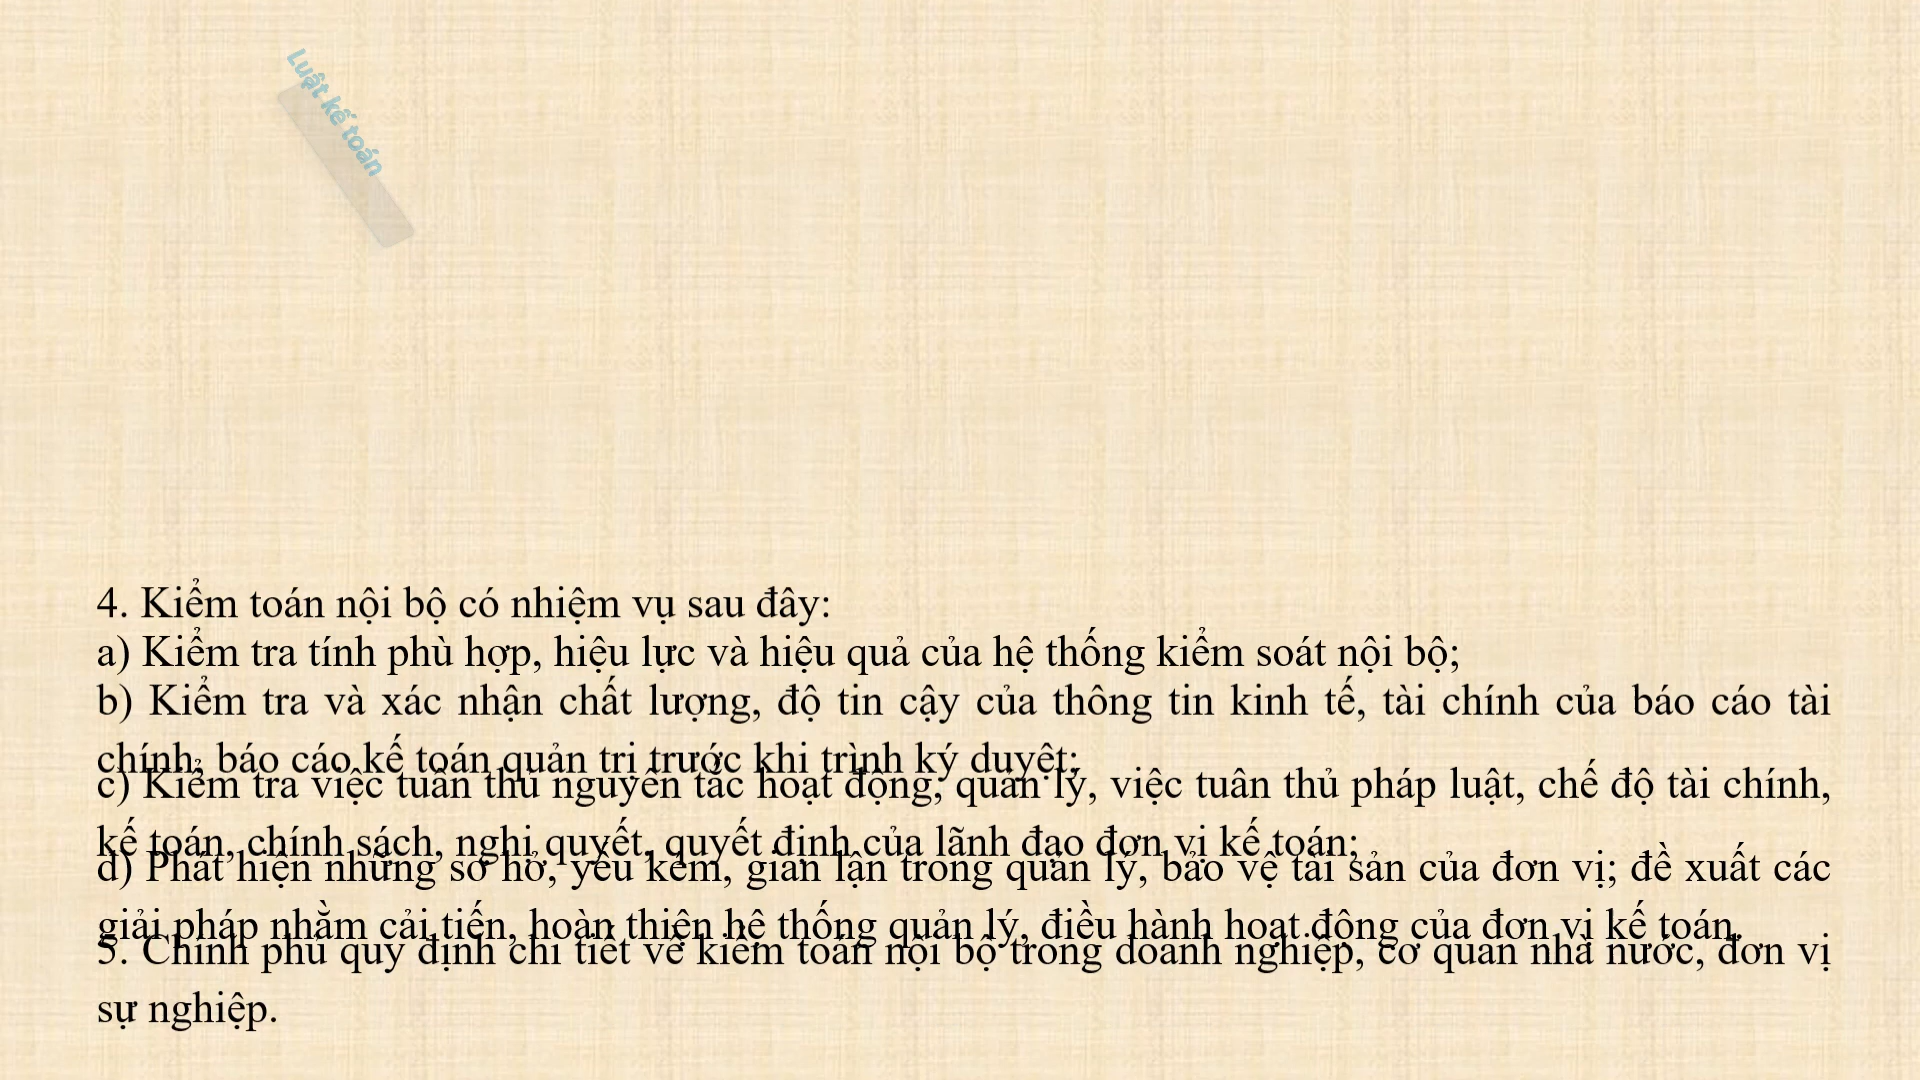 Luật kế toán
4. Kiểm toán nội bộ có nhiệm vụ sau đây:
a) Kiểm tra tính phù hợp, hiệu lực và hiệu quả của hệ thống kiểm soát nội bộ;
b) Kiểm tra và xác nhận chất lượng, độ tin cậy của thông tin kinh tế, tài chính của báo cáo tài
chính, báo cáo kế toán quản trị trước khi trình ký duyệt;
c) Kiểm tra việc tuân thủ nguyên tắc hoạt động, quản lý, việc tuân thủ pháp luật, chế độ tài chính,
kế toán, chính sách, nghị quyết, quyết định của lãnh đạo đơn vị kế toán;
d) Phát hiện những sơ hở, yếu kém, gian lận trong quản lý, bảo vệ tài sản của đơn vị; đề xuất các
giải pháp nhằm cải tiến, hoàn thiện hệ thống quản lý, điều hành hoạt động của đơn vị kế toán.
5. Chính phủ quy định chi tiết về kiểm toán nội bộ trong doanh nghiệp, cơ quan nhà nước, đơn vị
sự nghiệp.